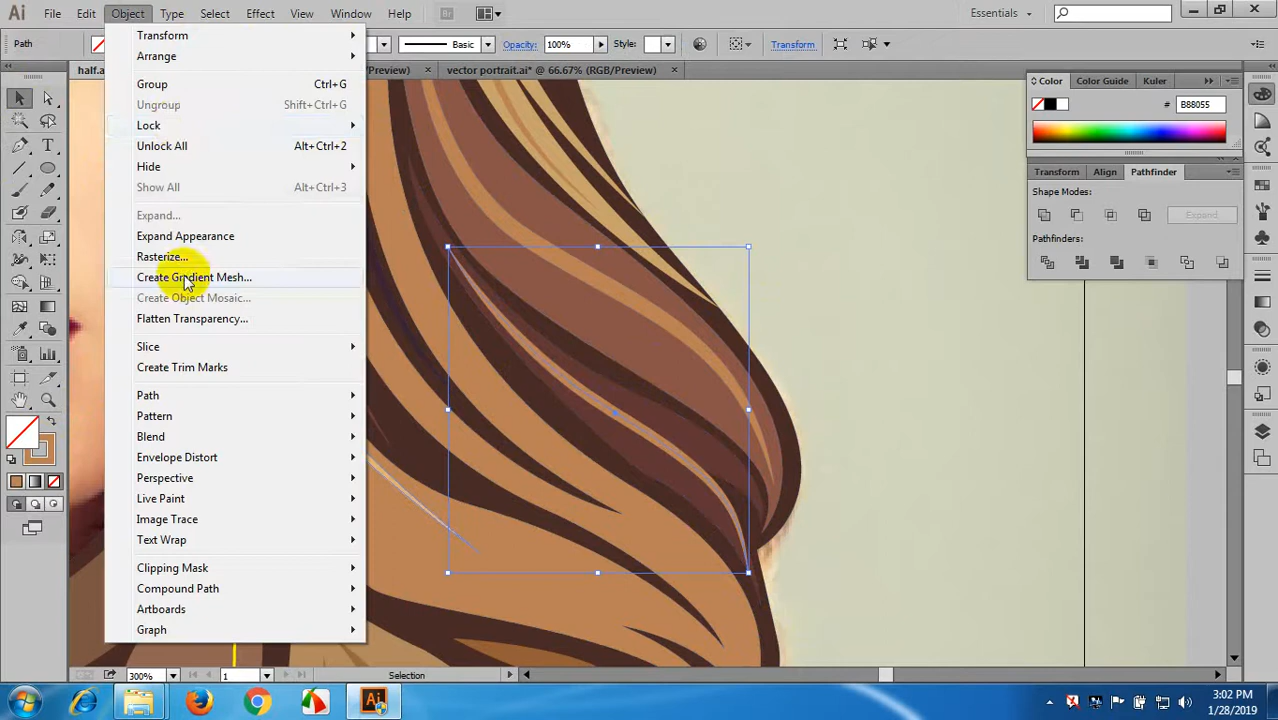 Ai File Edit Object Type Select Effect View Window Help Br Essentials
Path Basic Opacity: 100% Style: Transform
half.ai /Preview) × vector portrait.ai* @ 66.67% (RGB/Preview) ×
Transform
Arrange
Group Ctrl+G
Ungroup Shift+Ctrl+G
Lock
Unlock All Alt+Ctrl+2
Hide
Show All Alt+Ctrl+3
Expand...
Expand Appearance
Rasterize...
Create Gradient Mesh...
Create Object Mosaic...
Flatten Transparency...
Slice
Create Trim Marks
Path
Pattern
Blend
Envelope Distort
Perspective
Live Paint
Image Trace
Text Wrap
Clipping Mask
Compound Path
Artboards
Graph
Color Color Guide Kuler
# B88055
Transform Align Pathfinder
Shape Modes:
Expand
Pathfinders:
300% 1 Selection
Ai
3:02 PM
1/28/2019